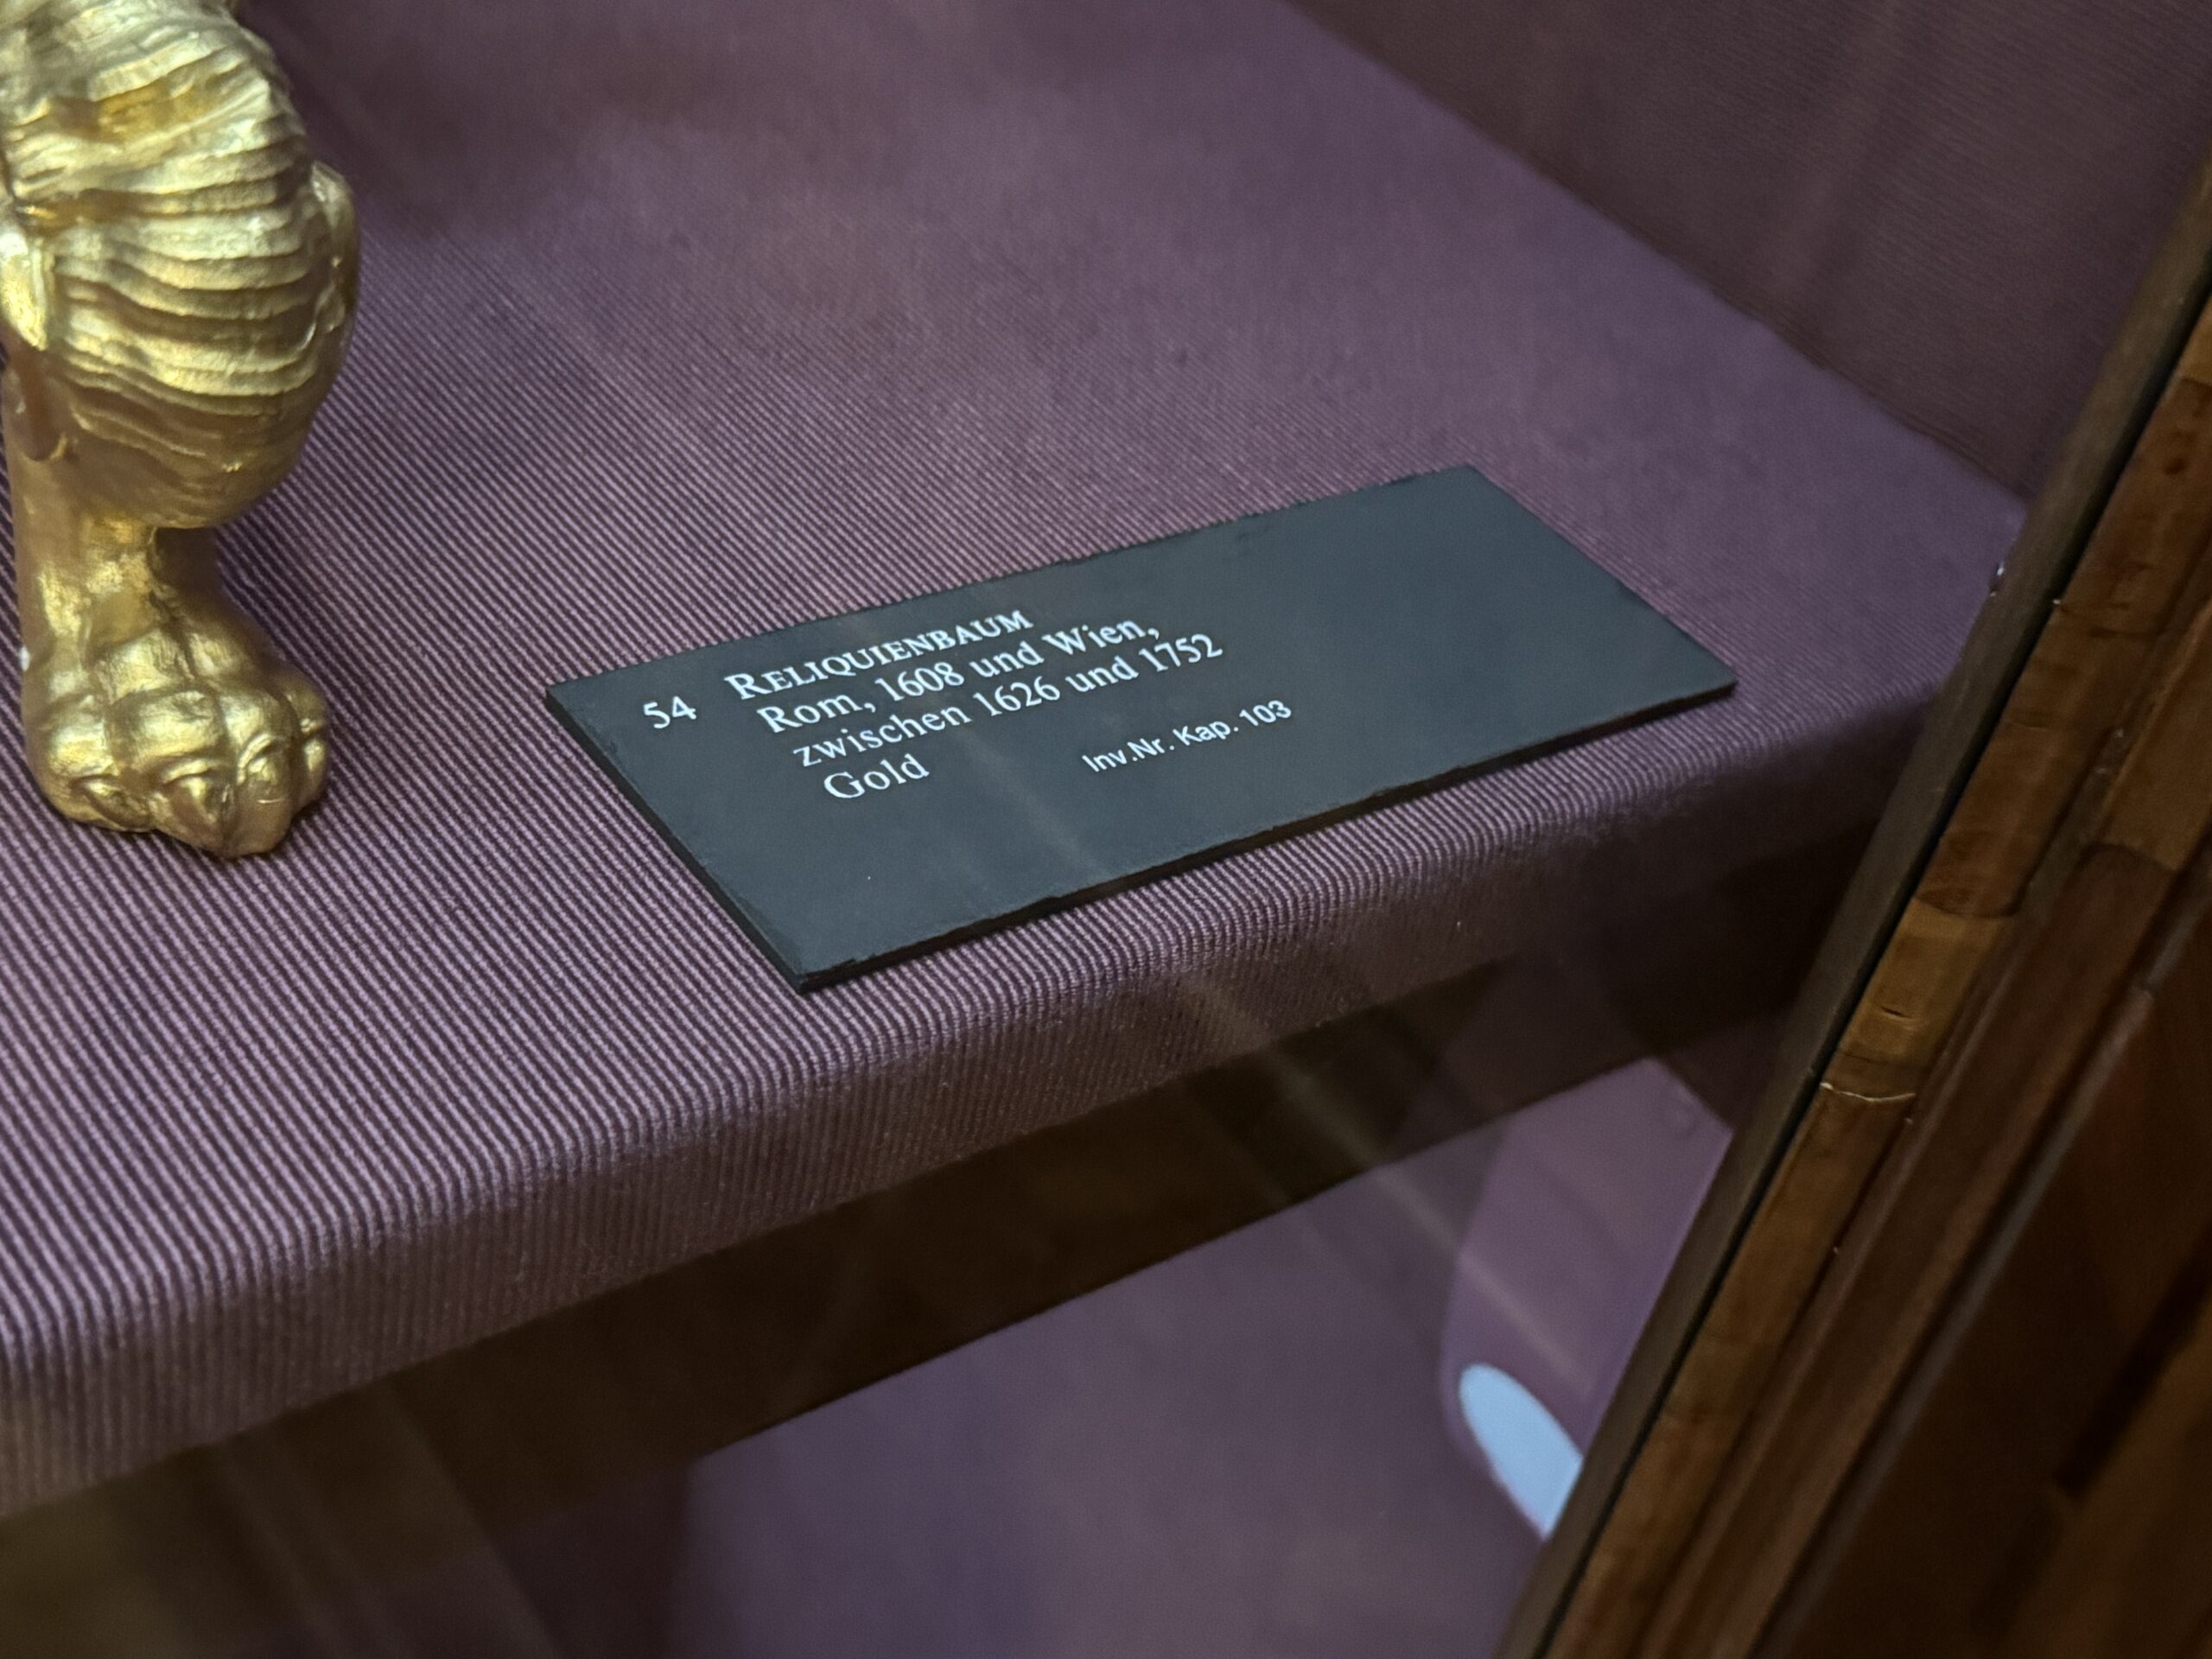 54 RELIQUIENBAUM
Rom, 1608 und Wien,
zwischen 1626 und 1752
Gold
Inv.Nr. Kap. 103